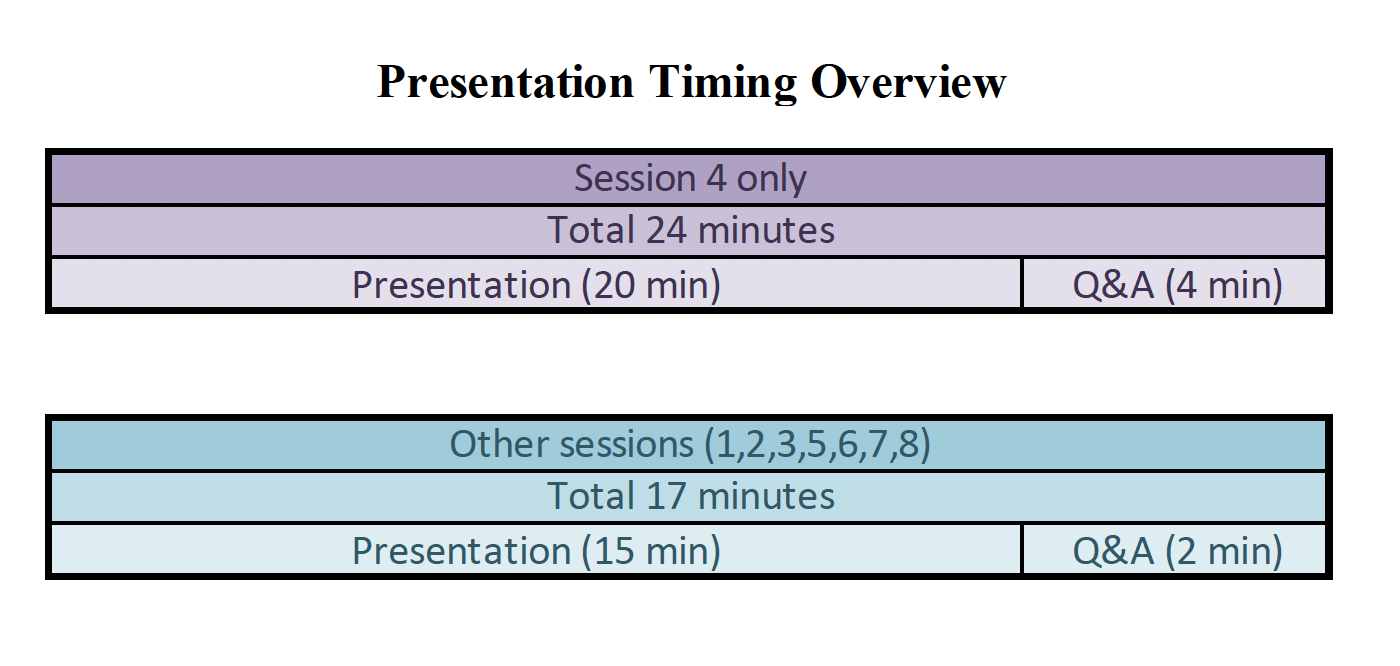 Presentation Timing Overview
Session 4 only
Total 24 minutes
Presentation (20 min) Q&A (4 min)
Other sessions (1,2,3,5,6,7,8)
Total 17 minutes
Presentation (15 min) Q&A (2 min)